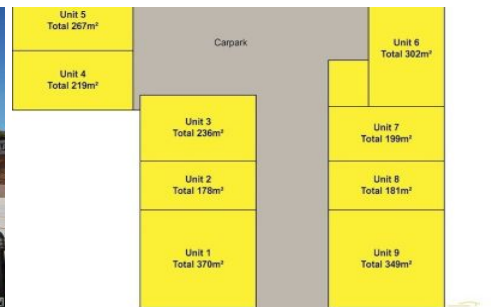 Unit 5
Total 267m²
Unit 4
Total 219m²
Carpark
Unit 6
Total 302m²
Unit 3
Total 236m²
Unit 2
Total 178m²
Unit 1
Total 370m²
Unit 7
Total 199m²
Unit 8
Total 181m²
Unit 9
Total 349m²